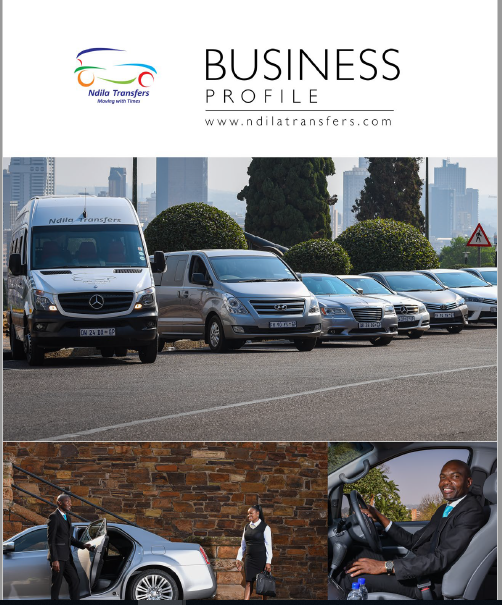 Ndila Transfers
Moving with Times
BUSINESS
PROFILE
www.ndilatransfers.com
Ndila Transfers